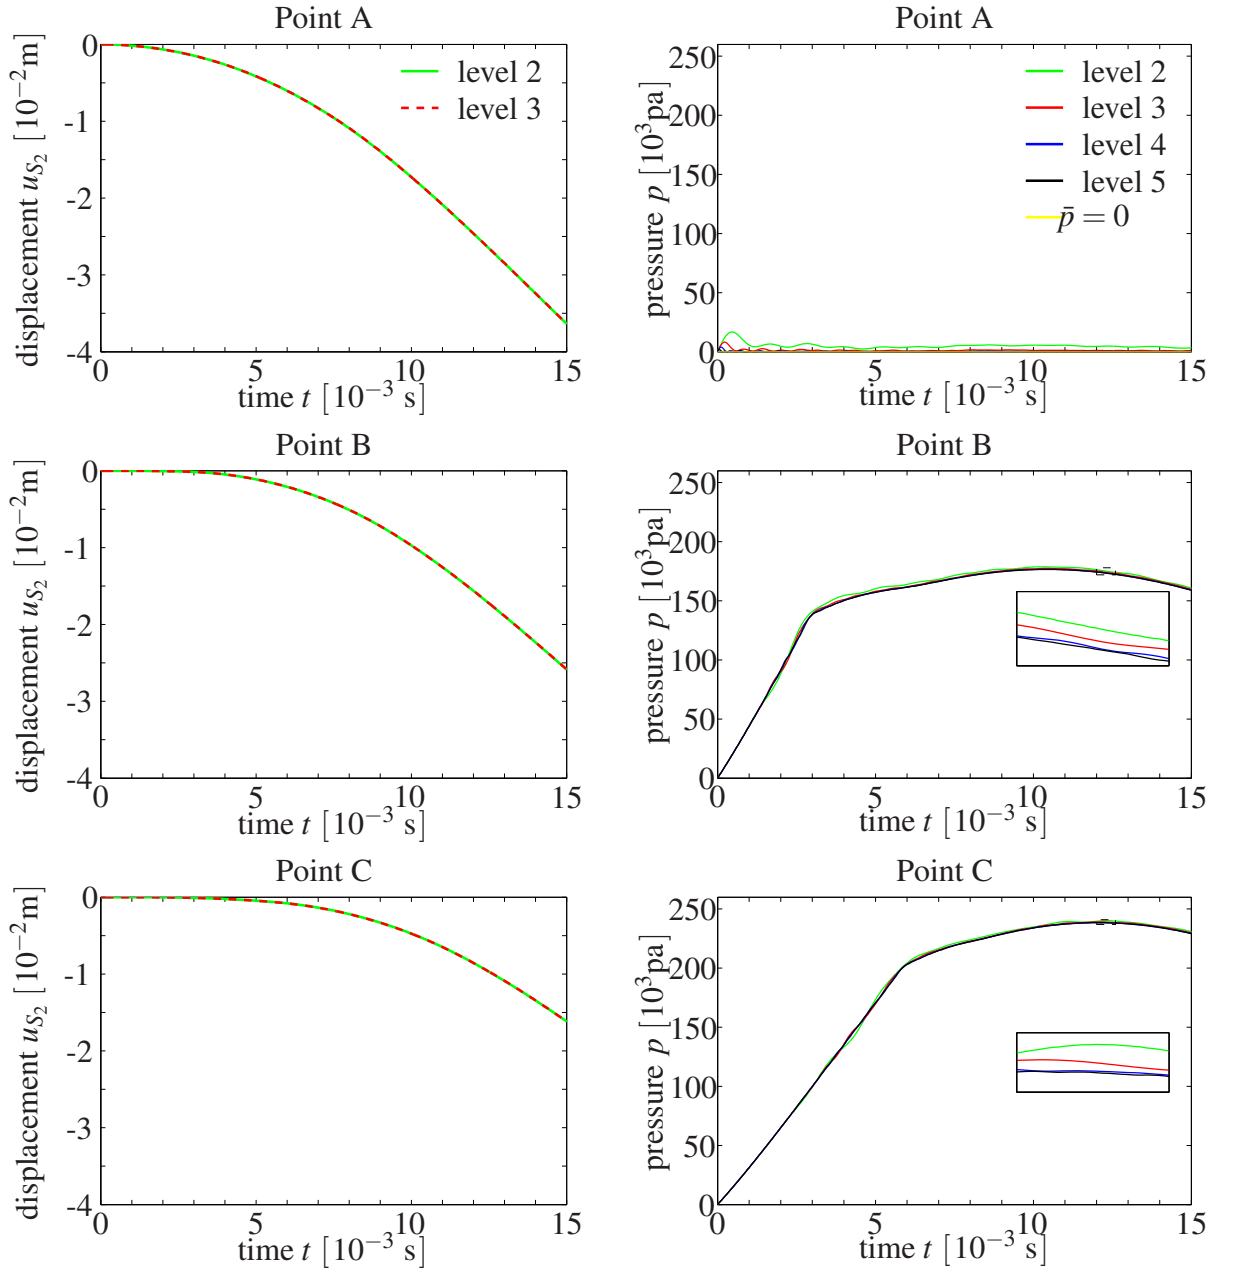 Point A
displacement u_{S_2} [10^{-2}m]
0
-1
-2
-3
-4
level 2
level 3
0
5
10
15
time t [10^{-3} s]
Point A
pressure p [10^3pa]
250
200
150
100
50
0
level 2
level 3
level 4
level 5
p̄ = 0
0
5
10
15
time t [10^{-3} s]
Point B
displacement u_{S_2} [10^{-2}m]
0
-1
-2
-3
-4
0
5
10
15
time t [10^{-3} s]
Point B
pressure p [10^3pa]
250
200
150
100
50
0
0
5
10
15
time t [10^{-3} s]
Point C
displacement u_{S_2} [10^{-2}m]
0
-1
-2
-3
-4
0
5
10
15
time t [10^{-3} s]
Point C
pressure p [10^3pa]
250
200
150
100
50
0
0
5
10
15
time t [10^{-3} s]